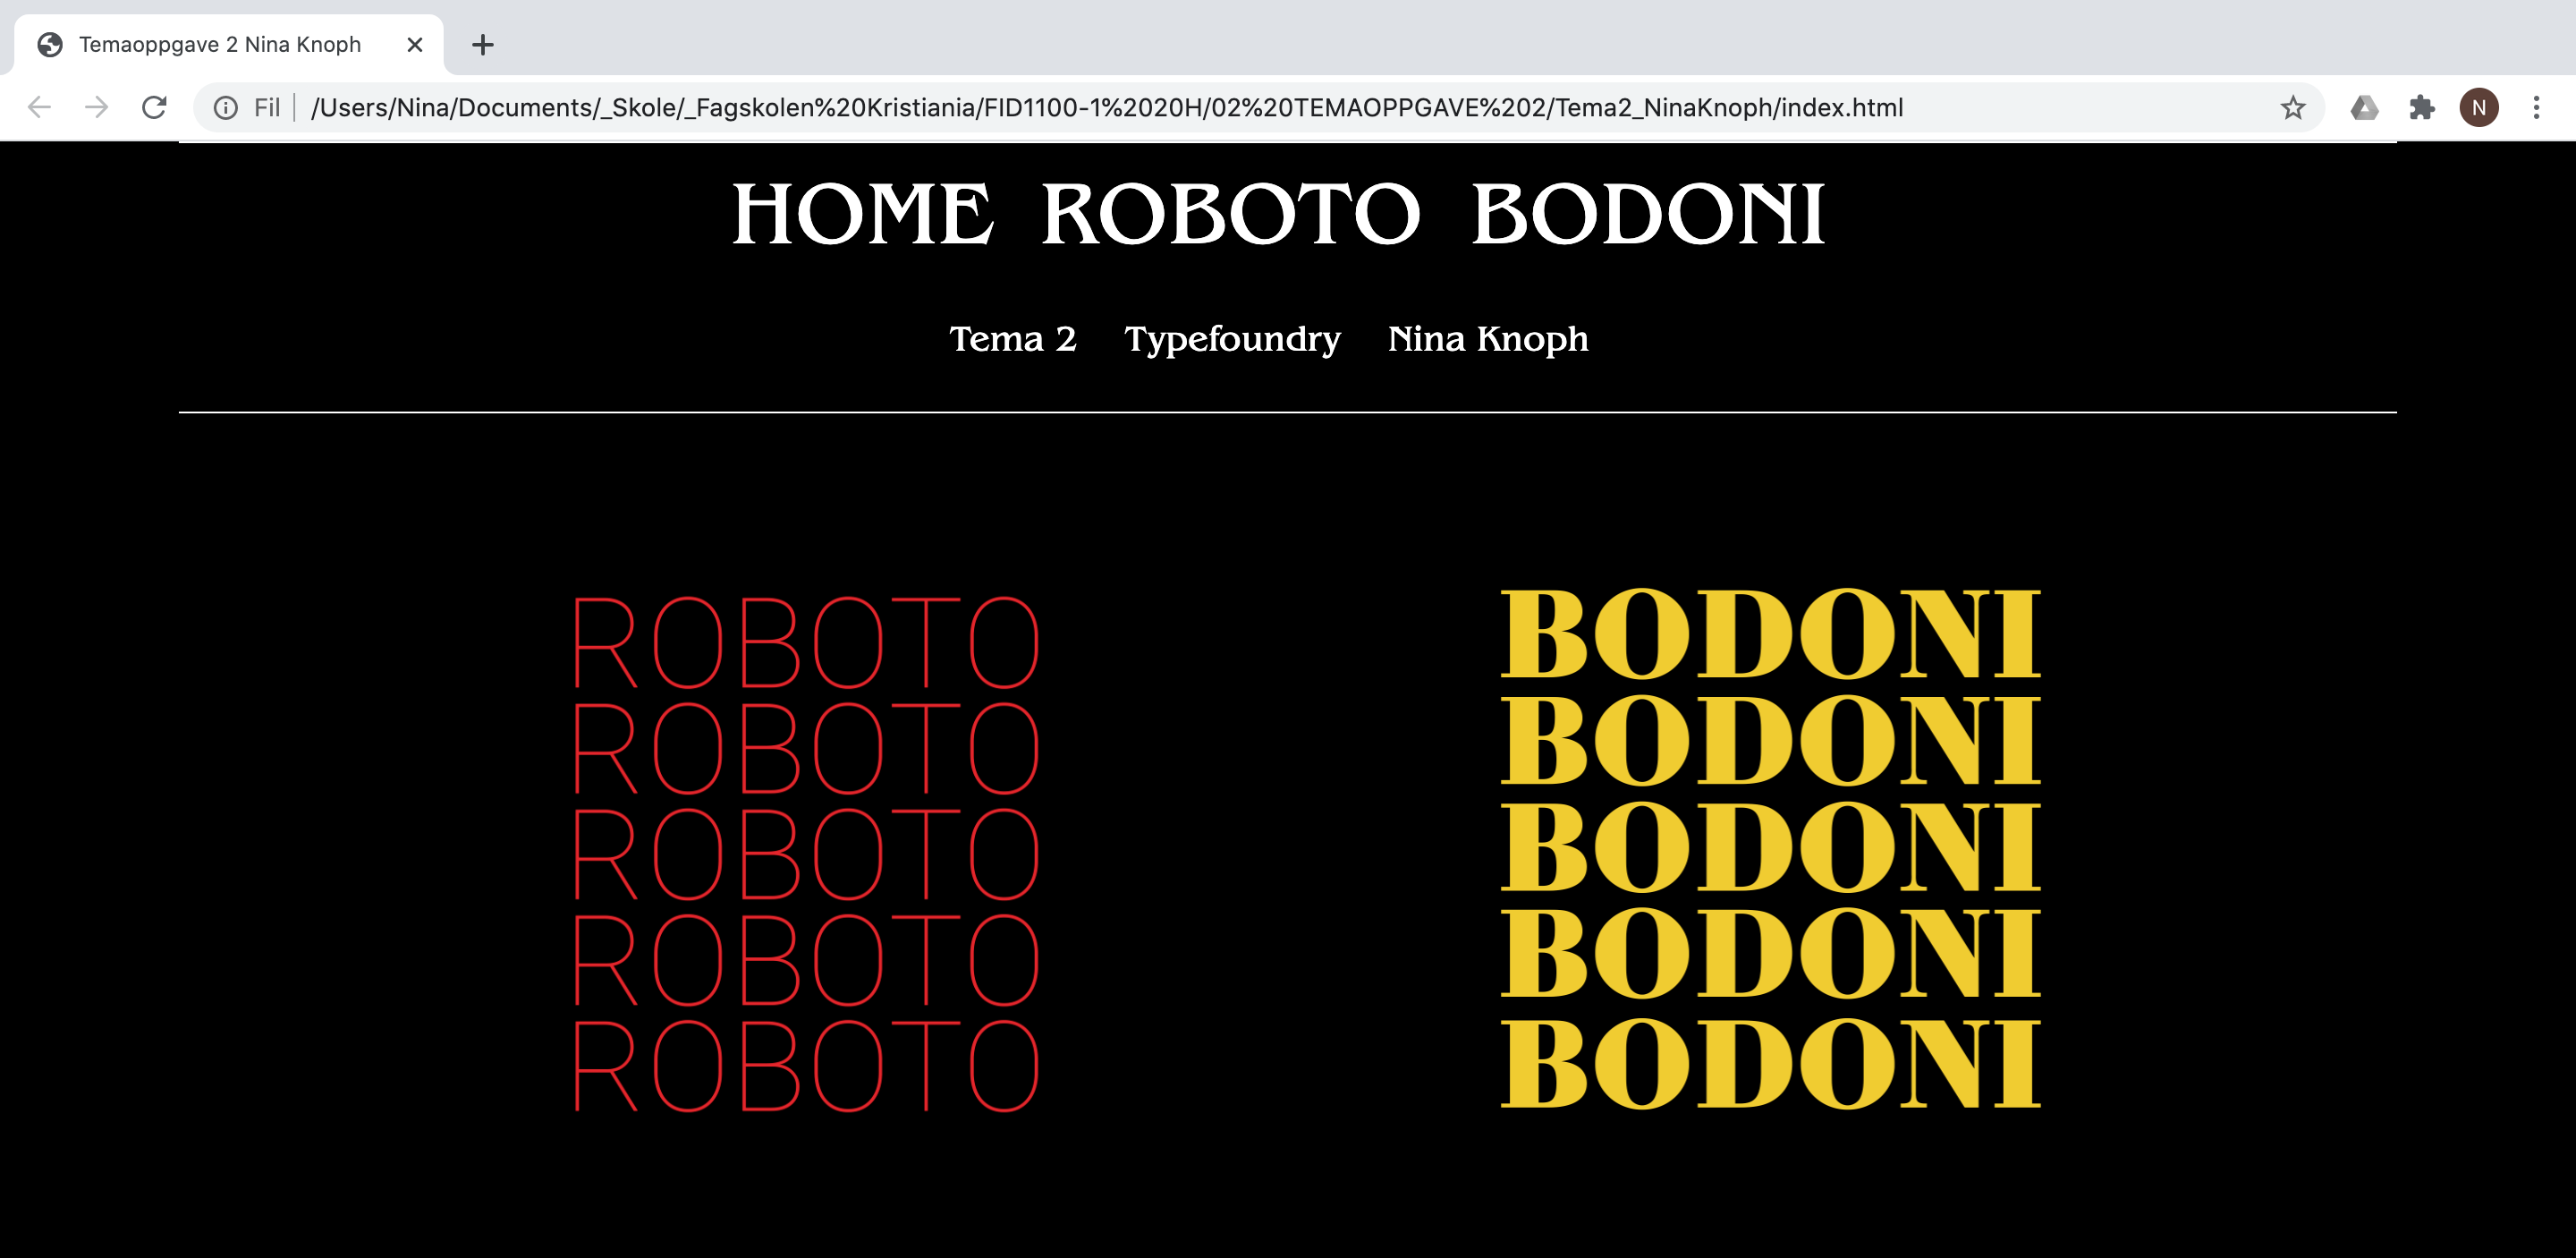 Temaoppgave 2 Nina Knoph
Fil /Users/Nina/Documents/_Skole/_Fagskolen%20Kristiania/FID1100-1%2020H/02%20TEMAOPPGAVE%202/Tema2_NinaKnoph/index.html N
HOME ROBOTO BODONI
Tema 2 Typefoundry Nina Knoph
ROBOTO BODONI
ROBOTO BODONI
ROBOTO BODONI
ROBOTO BODONI
ROBOTO BODONI